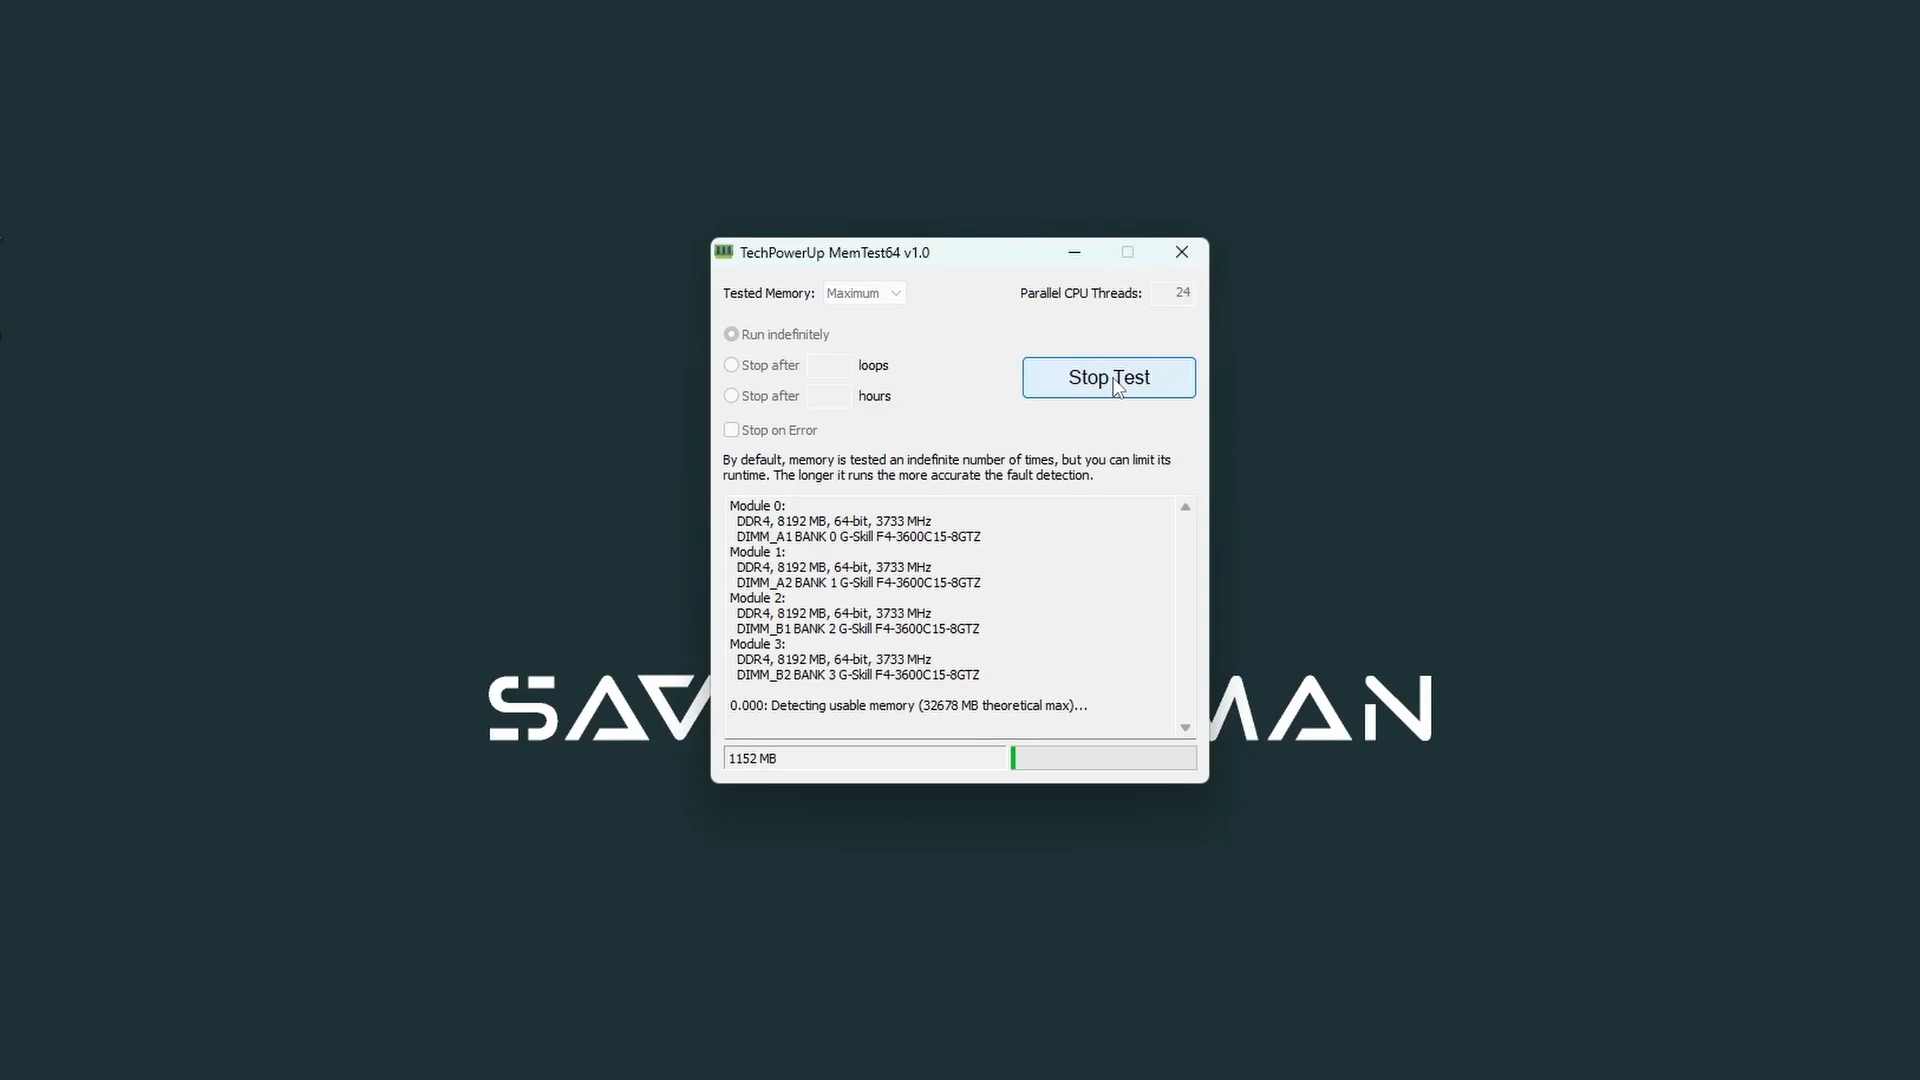 TechPowerUp MemTest64 v1.0
Tested Memory: Maximum Parallel CPU Threads: 24
Run indefinitely
Stop after loops
Stop Test
Stop after hours
Stop on Error
By default, memory is tested an indefinite number of times, but you can limit its
runtime. The longer it runs the more accurate the fault detection.
Module 0:
DDR4, 8192 MB, 64-bit, 3733 MHz
DIMM_A1 BANK 0 G-Skill F4-3600C15-8GTZ
Module 1:
DDR4, 8192 MB, 64-bit, 3733 MHz
DIMM_A2 BANK 1 G-Skill F4-3600C15-8GTZ
Module 2:
DDR4, 8192 MB, 64-bit, 3733 MHz
DIMM_B1 BANK 2 G-Skill F4-3600C15-8GTZ
Module 3:
DDR4, 8192 MB, 64-bit, 3733 MHz
DIMM_B2 BANK 3 G-Skill F4-3600C15-8GTZ
0.000: Detecting usable memory (32678 MB theoretical max)...
1152 MB